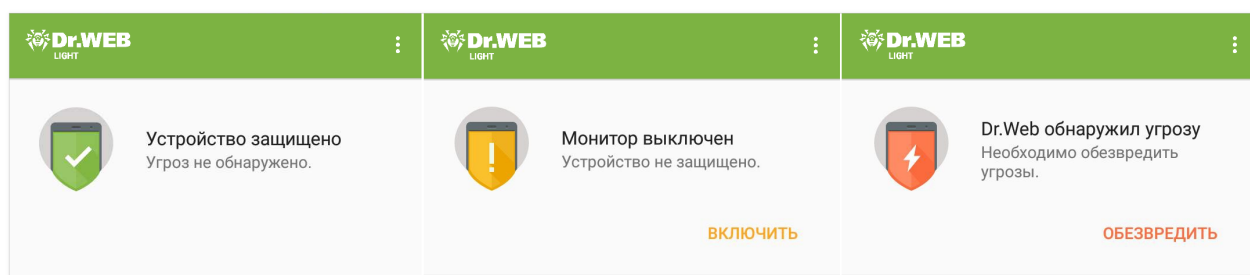 Dr.WEB
LIGHT
Устройство защищено
Угроз не обнаружено.
Dr.WEB
LIGHT
Монитор выключен
Устройство не защищено.
ВКЛЮЧИТЬ
Dr.WEB
LIGHT
Dr.Web обнаружил угрозу
Необходимо обезвредить
угрозы.
ОБЕЗВРЕДИТЬ